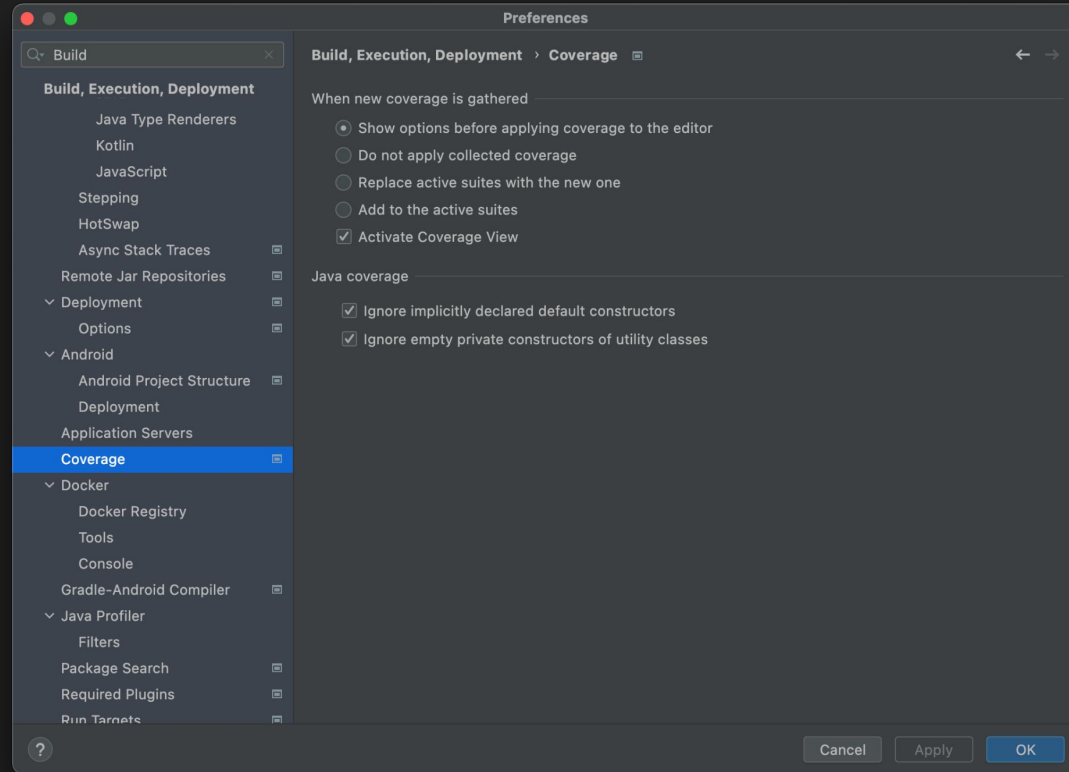 Preferences
Build
Build, Execution, Deployment
Java Type Renderers
Kotlin
JavaScript
Stepping
HotSwap
Async Stack Traces
Remote Jar Repositories
Deployment
Options
Android
Android Project Structure
Deployment
Application Servers
Coverage
Docker
Docker Registry
Tools
Console
Gradle-Android Compiler
Java Profiler
Filters
Package Search
Required Plugins
Run Targets
Build, Execution, Deployment › Coverage
When new coverage is gathered
Show options before applying coverage to the editor
Do not apply collected coverage
Replace active suites with the new one
Add to the active suites
Activate Coverage View
Java coverage
Ignore implicitly declared default constructors
Ignore empty private constructors of utility classes
?
Cancel
Apply
OK